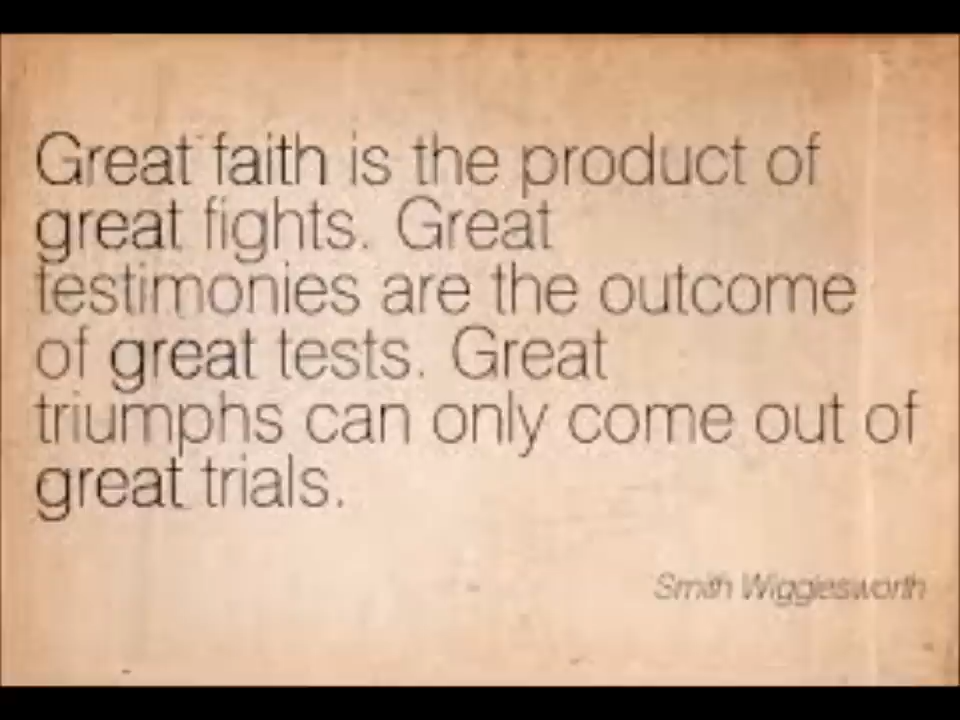 Great faith is the product of
great fights. Great
testimonies are the outcome
of great tests. Great
triumphs can only come out of
great trials.
Smith Wigglesworth